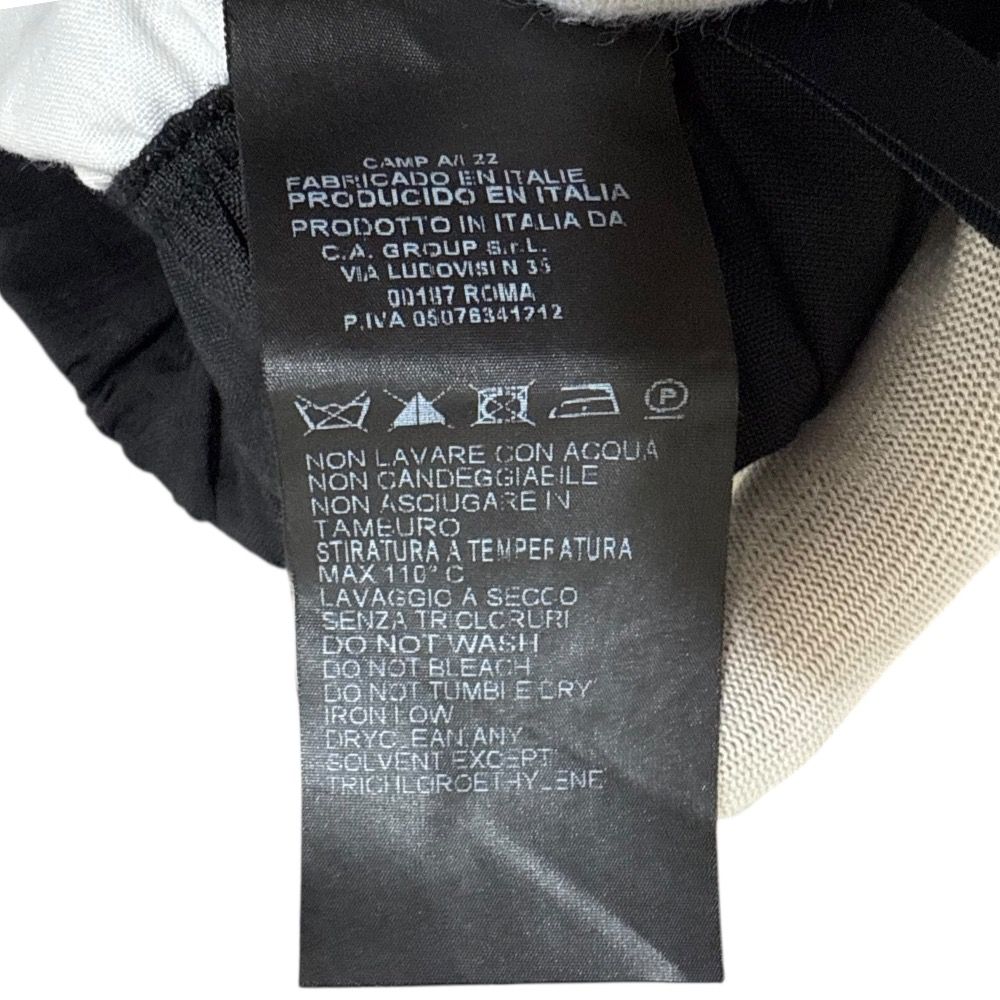 CAMP A/I 22
FABRICADO EN ITALIE
PRODUCIDO EN ITALIA
PRODOTTO IN ITALIA DA
C.A. GROUP S.r.L.
VIA LUDOVISI N 35
00187 ROMA
P.IVA 05076341212
P
NON LAVARE CON ACQUA
NON CANDEGGIABILE
NON ASCIUGARE IN
TAMBURO
STIRATURA A TEMPERATURA
MAX 110° C
LAVAGGIO A SECCO
SENZA TRICLORURI
DO NOT WASH
DO NOT BLEACH
DO NOT TUMBLE DRY
IRON LOW
DRYCLEAN ANY
SOLVENT EXCEPT
TRICHLOROETHYLENE